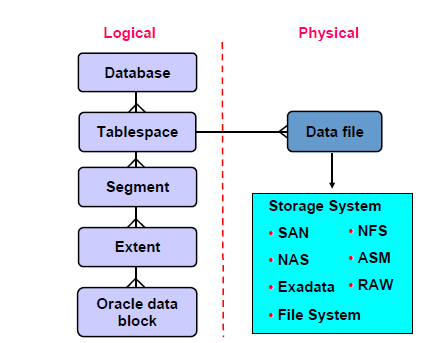 Logical
Physical
Database
Tablespace
Data file
Segment
Extent
Oracle data
block
Storage System
• SAN
• NFS
• NAS
• ASM
• Exadata
• RAW
• File System